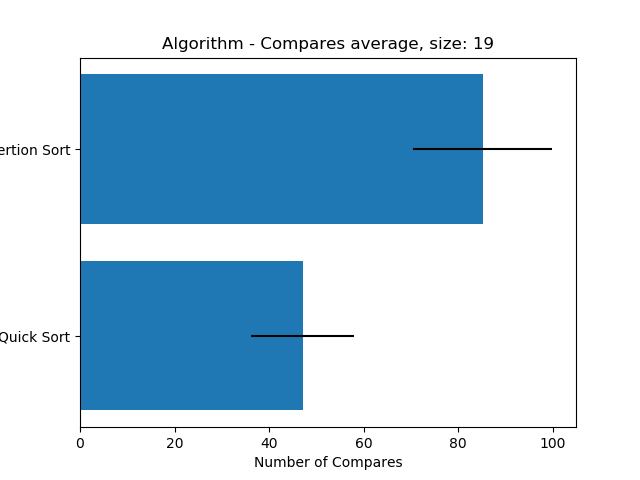 Algorithm - Compares average, size: 19
ertion Sort
Quick Sort
0 20 40 60 80 100
Number of Compares